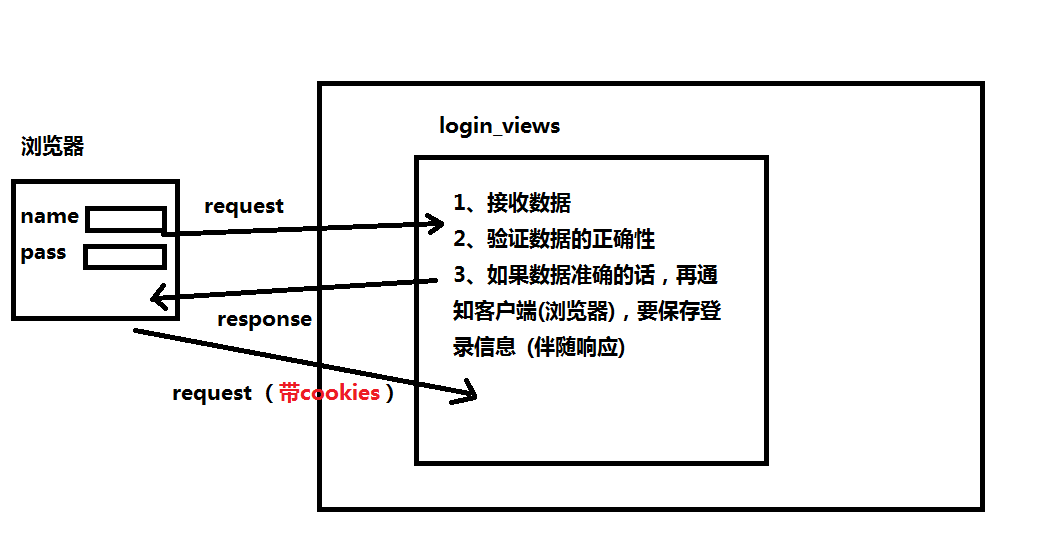 login_views
浏览器
name
pass
request
1、接收数据
2、验证数据的正确性
3、如果数据准确的话，再通
知客户端(浏览器)，要保存登
录信息 (伴随响应)
response
request（带cookies）